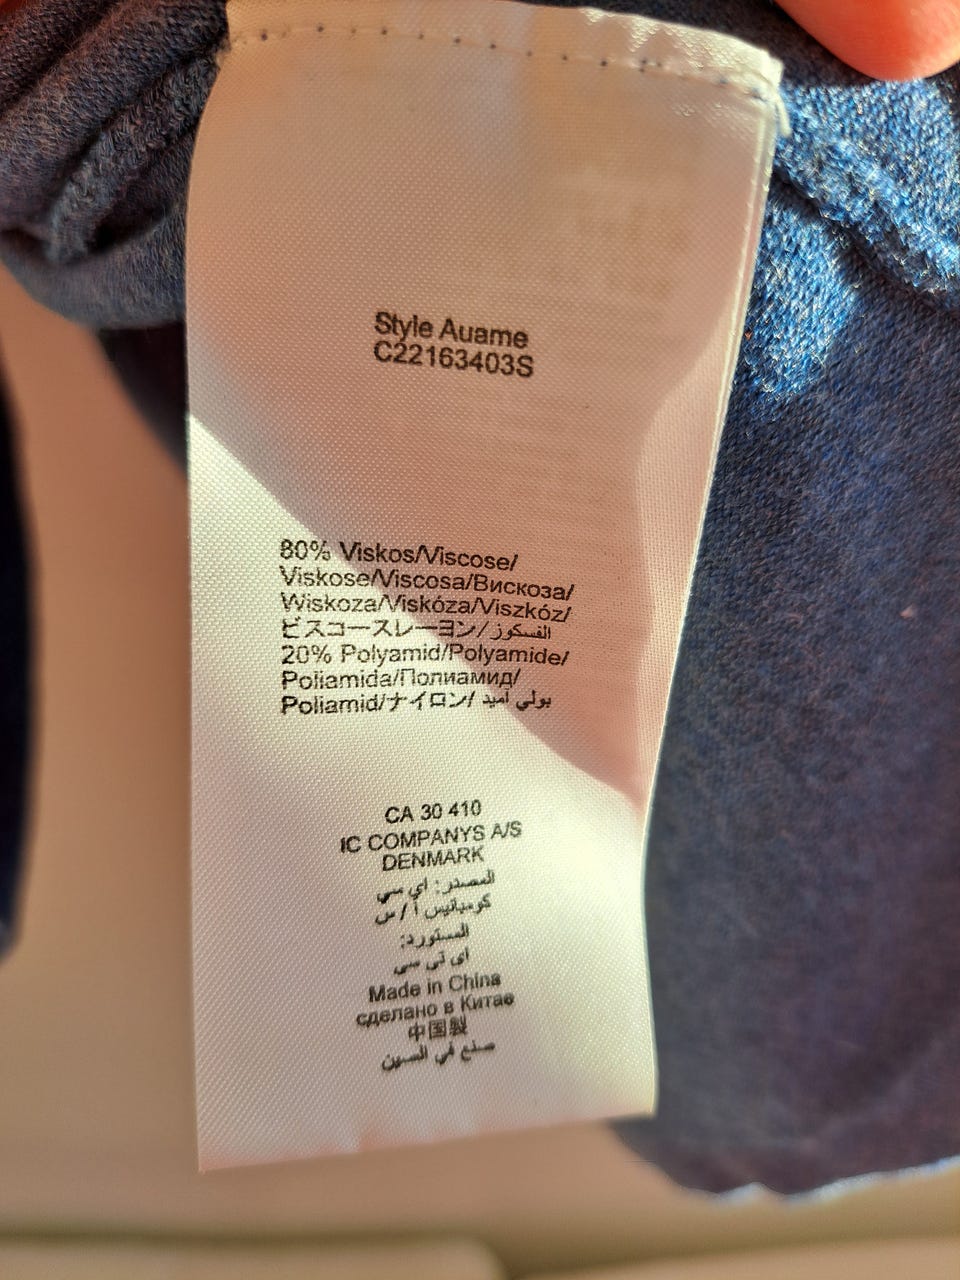 Style Auame
C22163403S
80% Viskos/Viscose/
Viskose/Viscosa/Вискоза/
Wiskoza/Viskóza/Viszkóz/
ビスコースレーヨン/الفسكوز
20% Polyamid/Polyamide/
Poliamida/Полиамид/
Poliamid/ナイロン/بولي اميد
CA 30 410
IC COMPANYS A/S
DENMARK
المصدر: اي سي
كومبانيس أ/س
المستورد:
اى تى سى
Made in China
сделано в Китае
中国製
صنع في السين